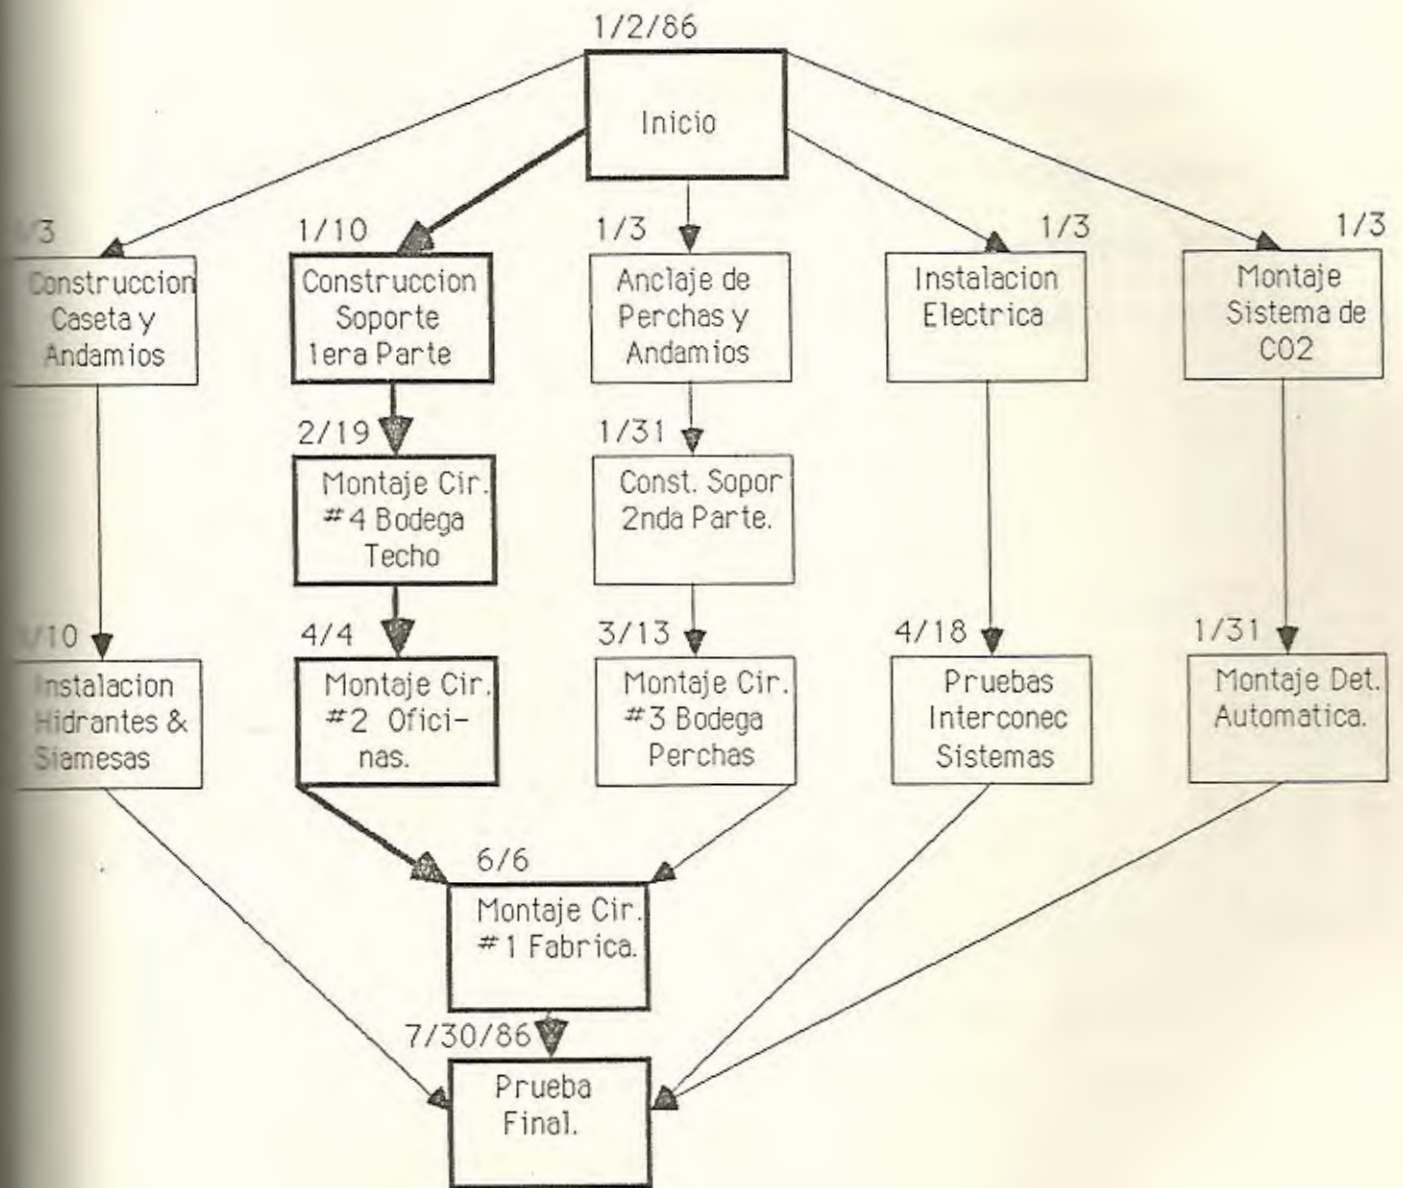 1/2/86
Inicio
/3
Construccion
Caseta y
Andamios
1/10
Construccion
Soporte
1era Parte
1/3
Anclaje de
Perchas y
Andamios
1/3
Instalacion
Electrica
1/3
Montaje
Sistema de
CO2
2/19
Montaje Cir.
#4 Bodega
Techo
1/31
Const. Sopor
2nda Parte.
/10
Instalacion
Hidrantes &
Siamesas
4/4
Montaje Cir.
#2 Ofici-
nas.
3/13
Montaje Cir.
#3 Bodega
Perchas
4/18
Pruebas
Interconec
Sistemas
1/31
Montaje Det.
Automatica.
6/6
Montaje Cir.
#1 Fabrica.
7/30/86
Prueba
Final.